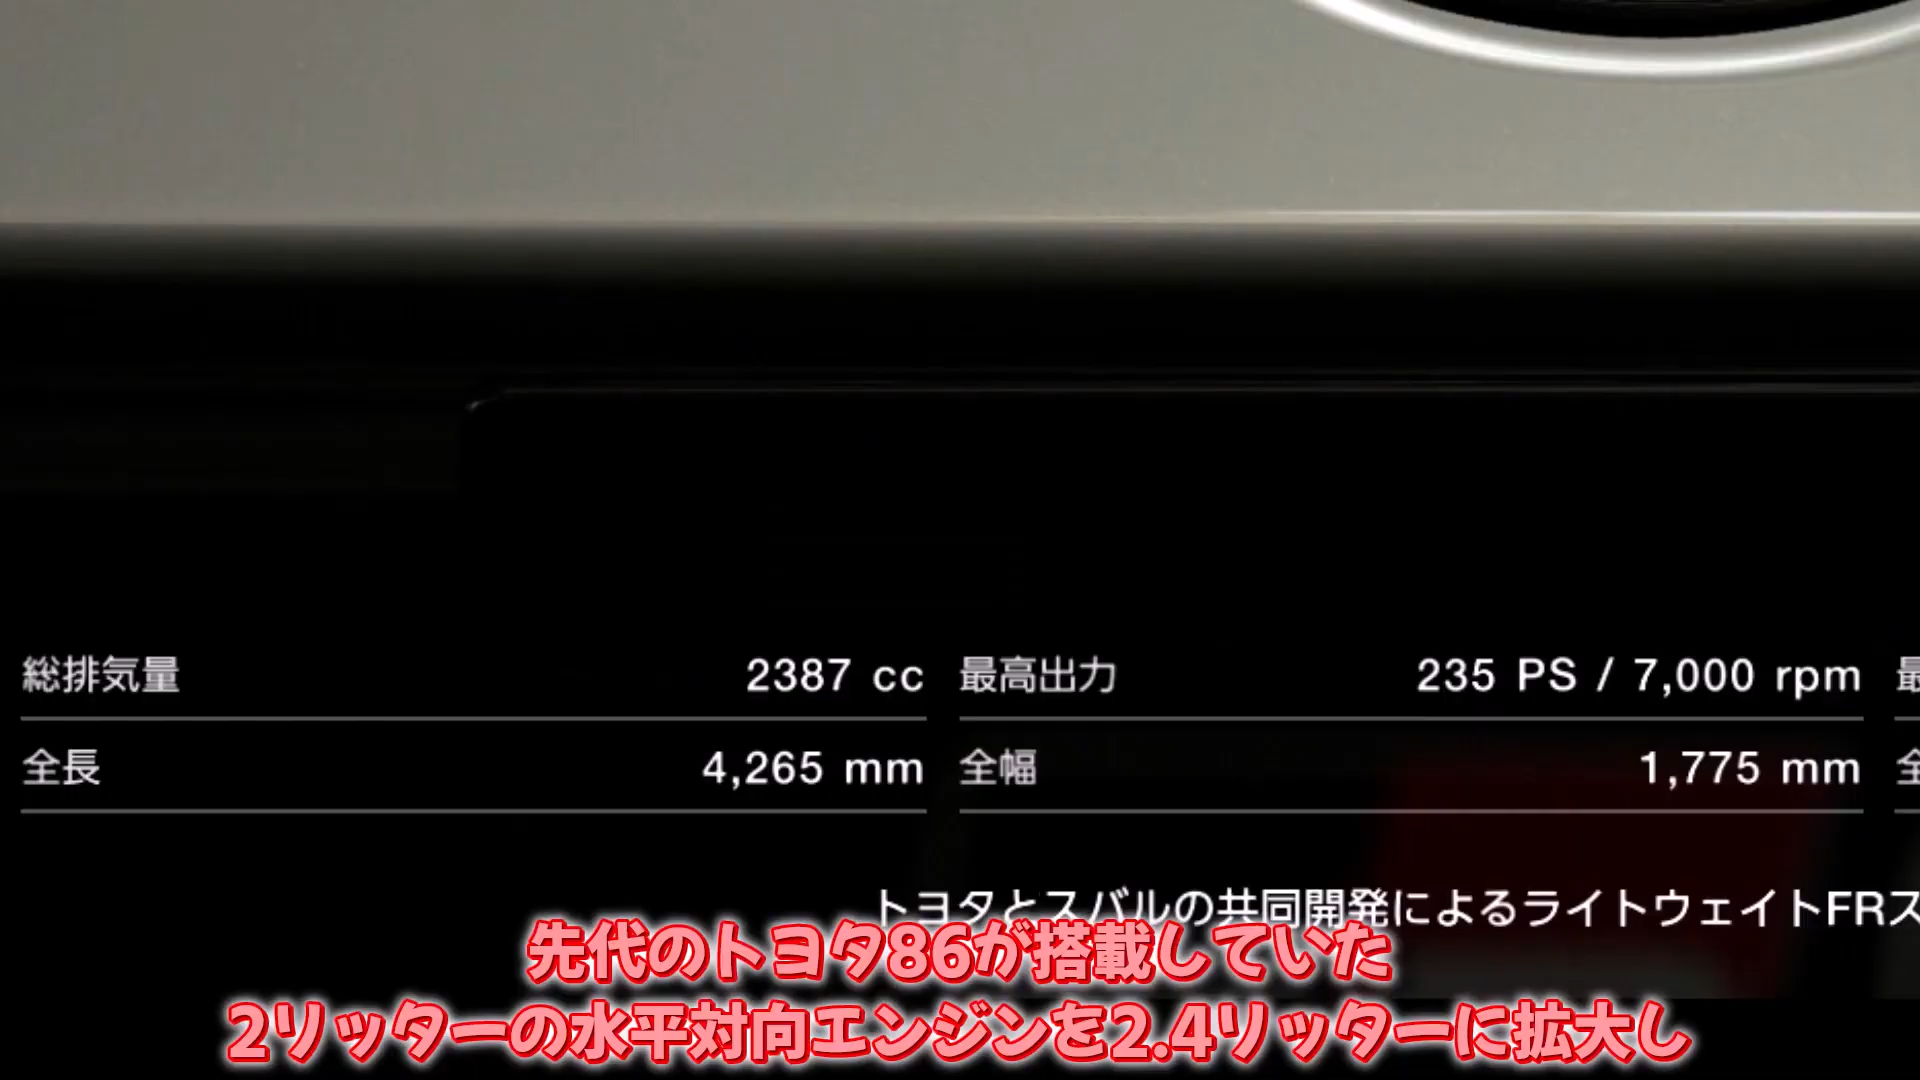 総排気量 2387 cc 最高出力 235 PS / 7,000 rpm 最
全長 4,265 mm 全幅 1,775 mm 全
トヨタとスバルの共同開発によるライトウェイトFRス
先代のトヨタ86が搭載していた
2リッターの水平対向エンジンを2.4リッターに拡大し